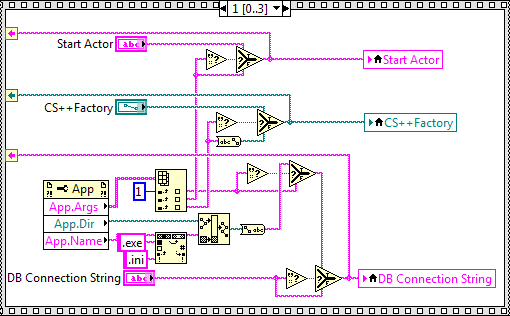 1 [0..3]
Start Actor
abc
Start Actor
CS++Factory
CS++Factory
App
App.Args
1
App.Dir
App.Name
.exe
.ini
abc
DB Connection String
abc
DB Connection String